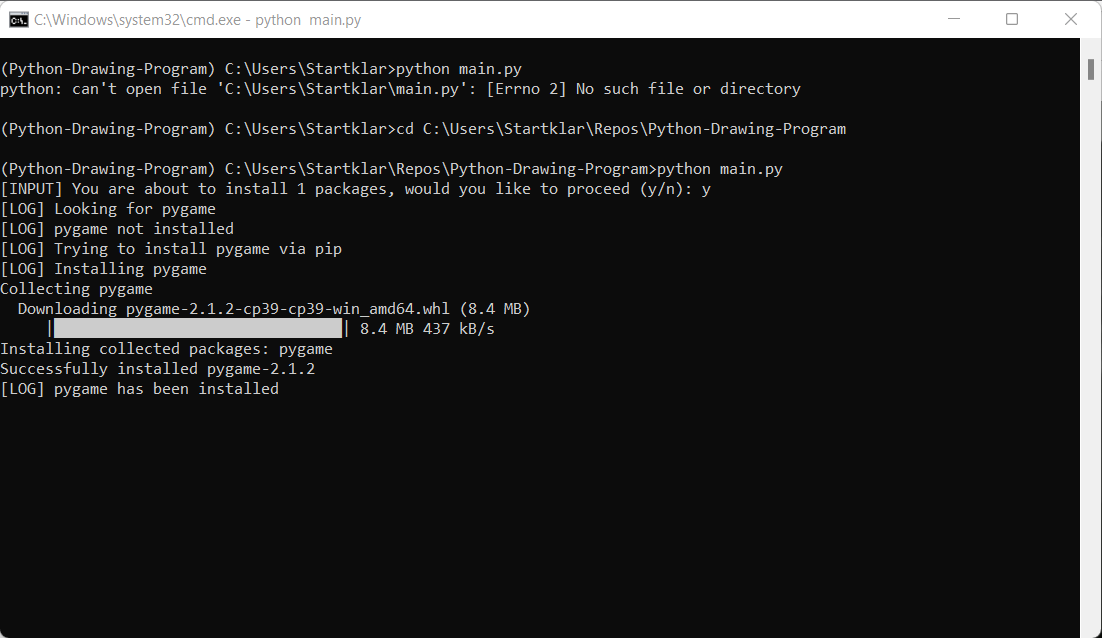 C:\Windows\system32\cmd.exe - python  main.py
(Python-Drawing-Program) C:\Users\Startklar>python main.py
python: can't open file 'C:\Users\Startklar\main.py': [Errno 2] No such file or directory
(Python-Drawing-Program) C:\Users\Startklar>cd C:\Users\Startklar\Repos\Python-Drawing-Program
(Python-Drawing-Program) C:\Users\Startklar\Repos\Python-Drawing-Program>python main.py
[INPUT] You are about to install 1 packages, would you like to proceed (y/n): y
[LOG] Looking for pygame
[LOG] pygame not installed
[LOG] Trying to install pygame via pip
[LOG] Installing pygame
Collecting pygame
  Downloading pygame-2.1.2-cp39-cp39-win_amd64.whl (8.4 MB)
| | 8.4 MB 437 kB/s
Installing collected packages: pygame
Successfully installed pygame-2.1.2
[LOG] pygame has been installed